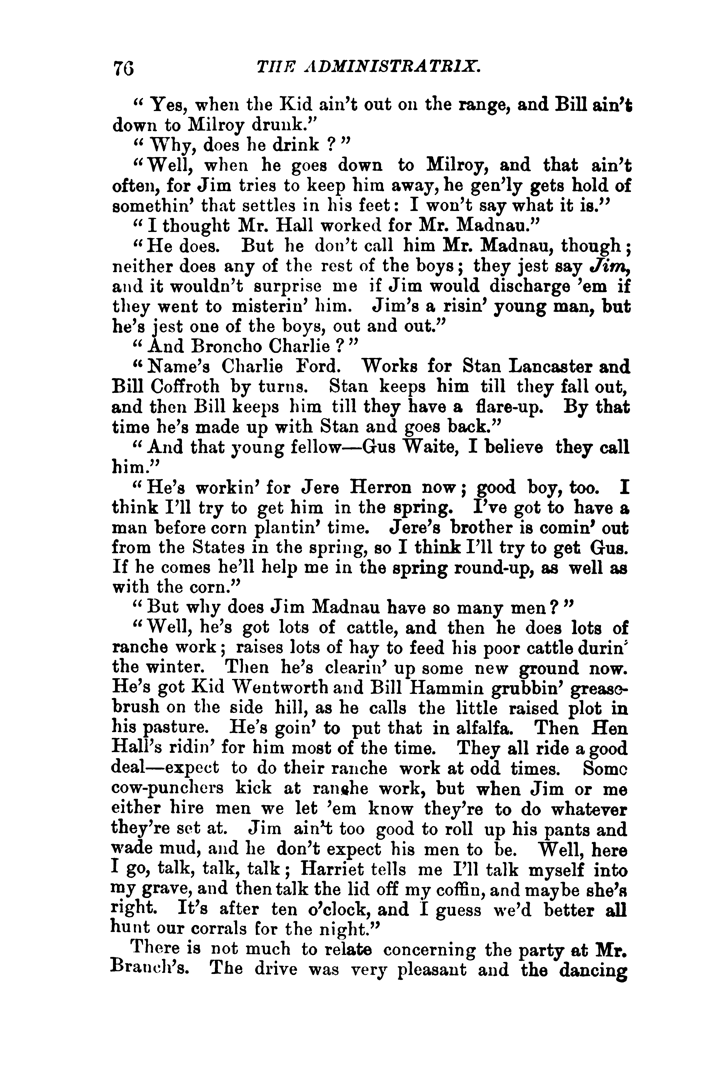 76 THE ADMINISTRATRIX.
“ Yes, when the Kid ain’t out on the range, and Bill ain’t
down to Milroy drunk.”
“ Why, does he drink ? ”
“ Well, when he goes down to Milroy, and that ain’t
often, for Jim tries to keep him away, he gen’ly gets hold of
somethin’ that settles in his feet : I won’t say what it is.”
“ I thought Mr. Hall worked for Mr. Madnau.”
“ He does. But he don’t call him Mr. Madnau, though ;
neither does any of the rest of the boys ; they jest say Jim,
and it wouldn’t surprise me if Jim would discharge ’em if
they went to misterin’ him. Jim’s a risin’ young man, but
he’s jest one of the boys, out and out.”
“ And Broncho Charlie ? ”
“ Name’s Charlie Ford. Works for Stan Lancaster and
Bill Coffroth by turns. Stan keeps him till they fall out,
and then Bill keeps him till they have a flare-up. By that
time he’s made up with Stan and goes back.”
“ And that young fellow—Gus Waite, I believe they call
him.”
“ He’s workin’ for Jere Herron now ; good boy, too. I
think I’ll try to get him in the spring. I’ve got to have a
man before corn plantin’ time. Jere’s brother is comin’ out
from the States in the spring, so I think I’ll try to get Gus.
If he comes he’ll help me in the spring round-up, as well as
with the corn.”
“ But why does Jim Madnau have so many men ? ”
“ Well, he’s got lots of cattle, and then he does lots of
ranche work ; raises lots of hay to feed his poor cattle durin’
the winter. Then he’s clearin’ up some new ground now.
He’s got Kid Wentworth and Bill Hammin grubbin’ grease-
brush on the side hill, as he calls the little raised plot in
his pasture. He’s goin’ to put that in alfalfa. Then Hen
Hall’s ridin’ for him most of the time. They all ride a good
deal—expect to do their ranche work at odd times. Some
cow-punchers kick at ranshe work, but when Jim or me
either hire men we let ’em know they’re to do whatever
they’re set at. Jim ain’t too good to roll up his pants and
wade mud, and he don’t expect his men to be. Well, here
I go, talk, talk, talk ; Harriet tells me I’ll talk myself into
my grave, and then talk the lid off my coffin, and maybe she’s
right. It’s after ten o’clock, and I guess we’d better all
hunt our corrals for the night.”
There is not much to relate concerning the party at Mr.
Branch’s. The drive was very pleasant and the dancing